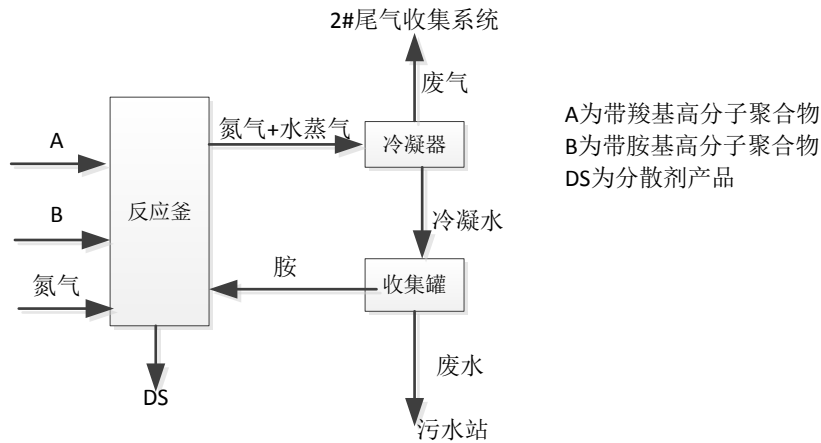 2#尾气收集系统
废气
氮气+水蒸气
冷凝器
A为带羧基高分子聚合物
B为带胺基高分子聚合物
DS为分散剂产品
A
反应釜
B
冷凝水
氮气
胺
收集罐
废水
DS
污水站